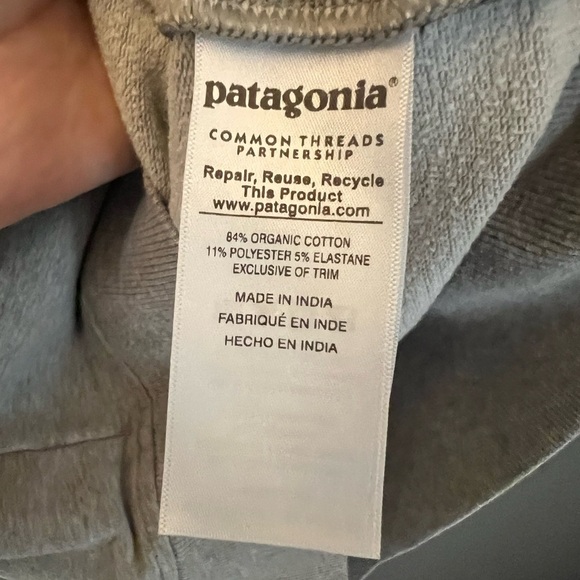 patagonia®
COMMON THREADS
PARTNERSHIP
Repair, Reuse, Recycle
This Product
www.patagonia.com
84% ORGANIC COTTON
11% POLYESTER 5% ELASTANE
EXCLUSIVE OF TRIM
MADE IN INDIA
FABRIQUÉ EN INDE
HECHO EN INDIA